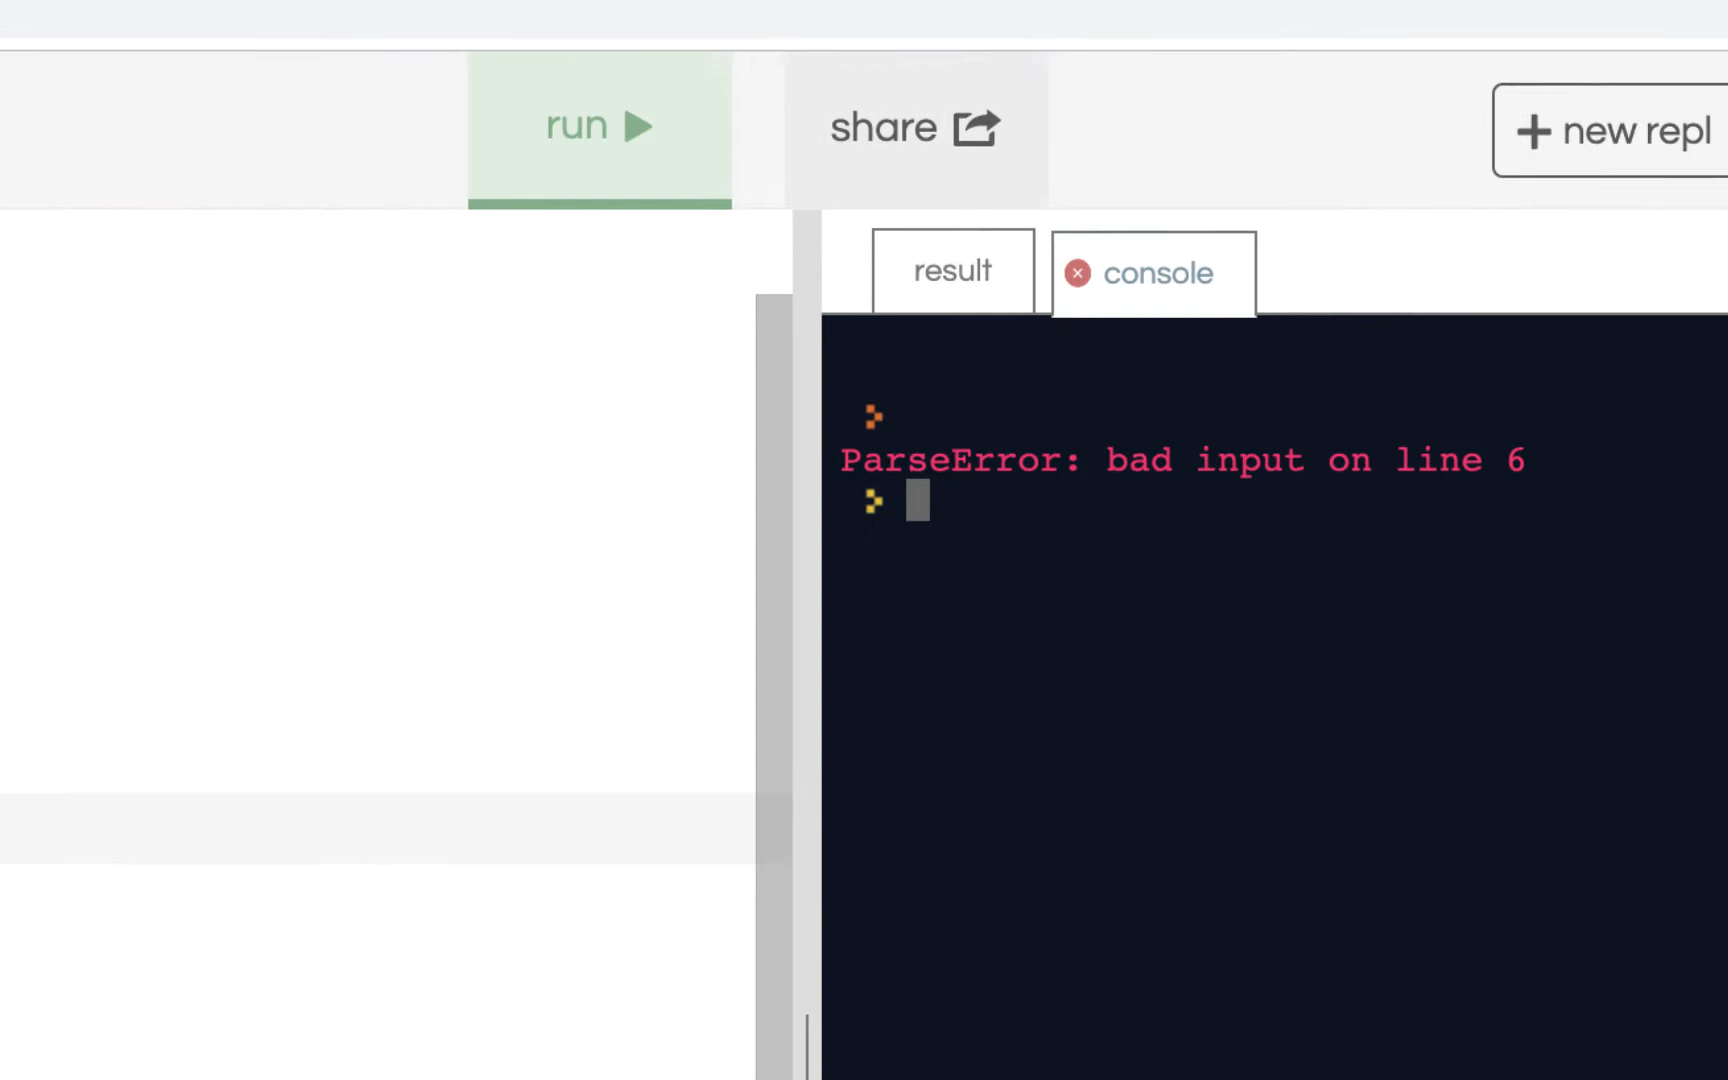 run
share
new repl
result
console
ParseError: bad input on line 6